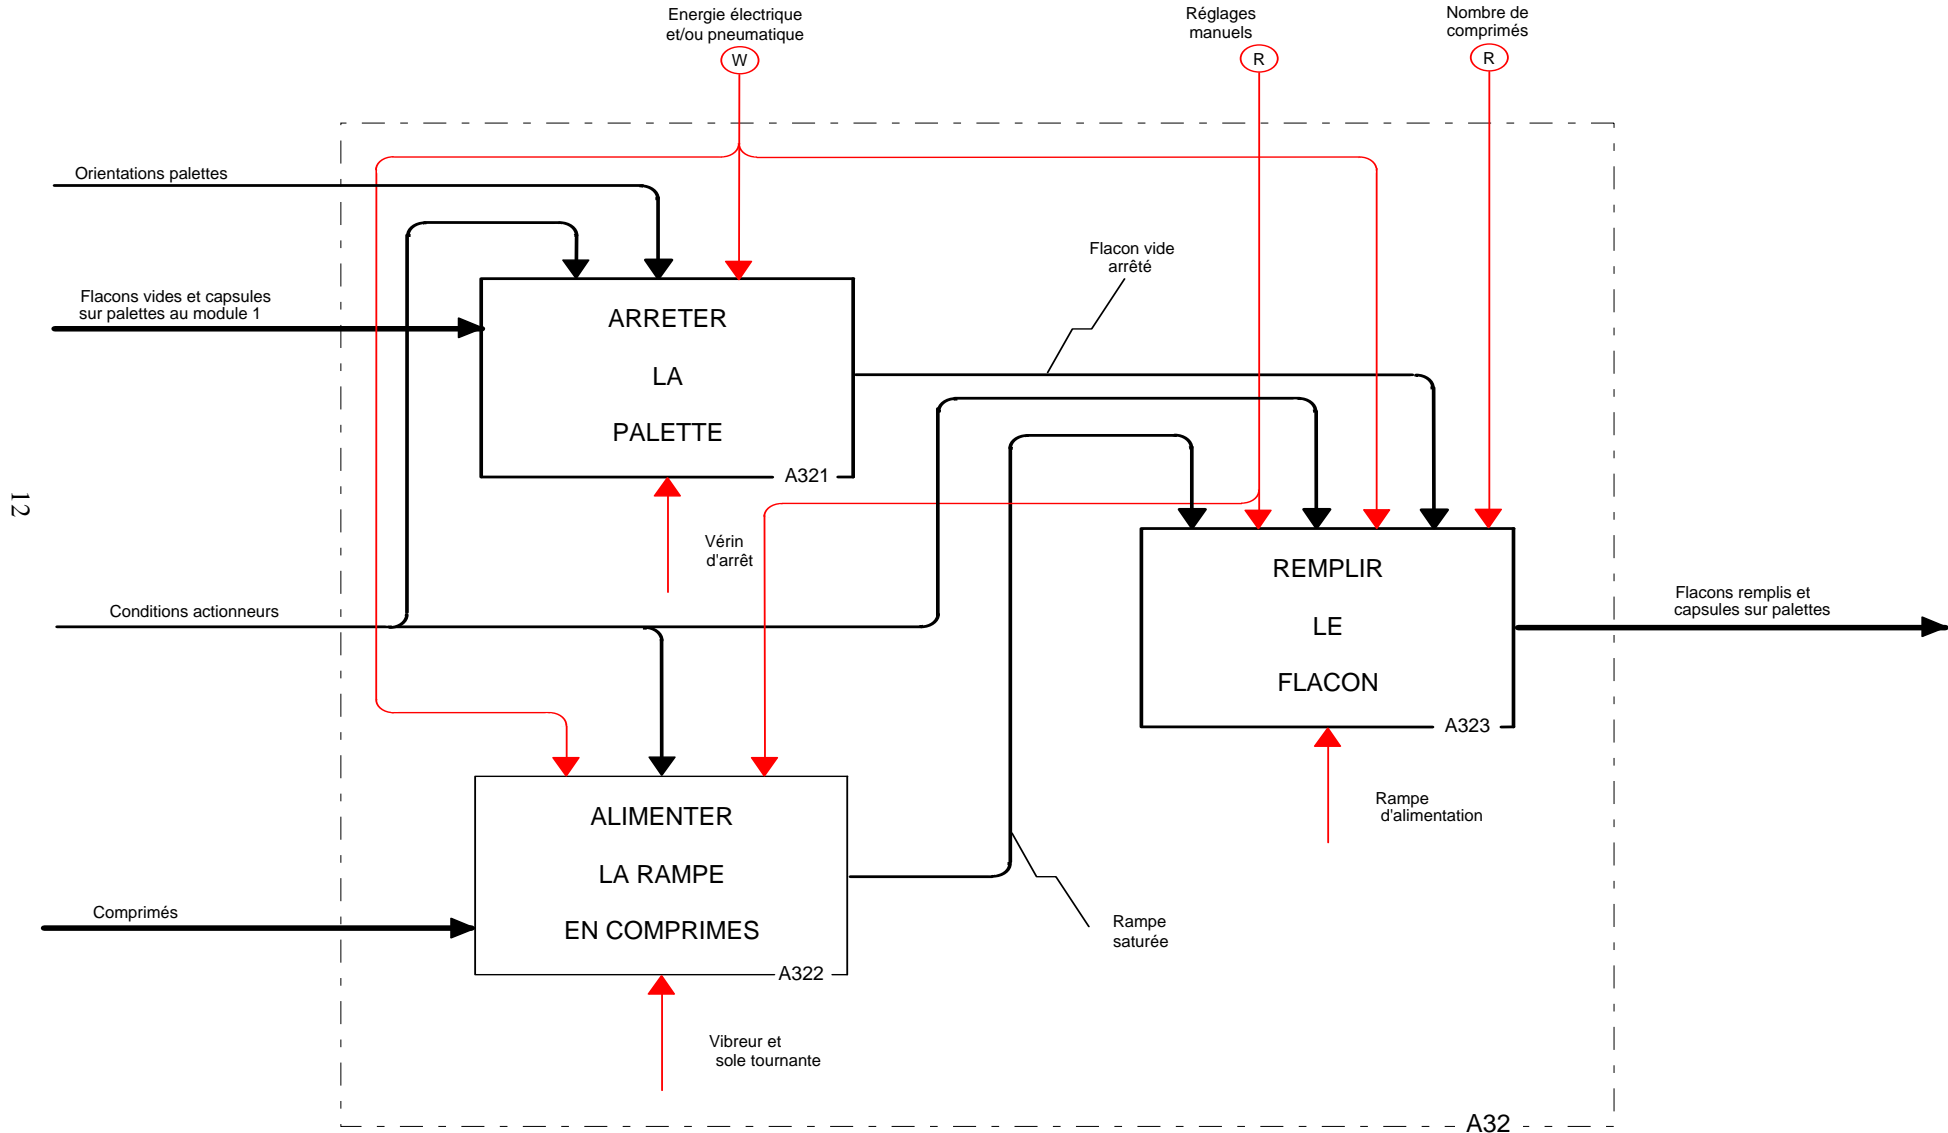 Energie électrique
et/ou pneumatique
W
Réglages
manuels
R
Nombre de
comprimés
R
Orientations palettes
Flacons vides et capsules
sur palettes au module 1
ARRETER
LA
PALETTE
A321
Flacon vide
arrêté
Vérin
d'arrêt
12
Conditions actionneurs
REMPLIR
LE
FLACON
A323
Flacons remplis et
capsules sur palettes
Rampe
d'alimentation
ALIMENTER
LA RAMPE
EN COMPRIMES
A322
Comprimés
Rampe
saturée
Vibreur et
sole tournante
A32